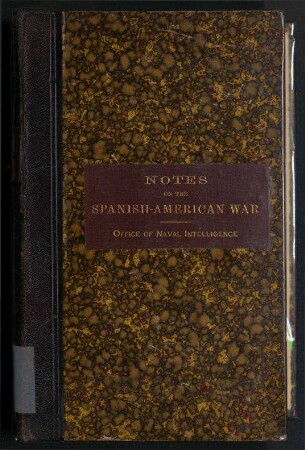 NOTES
ON THE
SPANISH-AMERICAN WAR
OFFICE OF NAVAL INTELLIGENCE